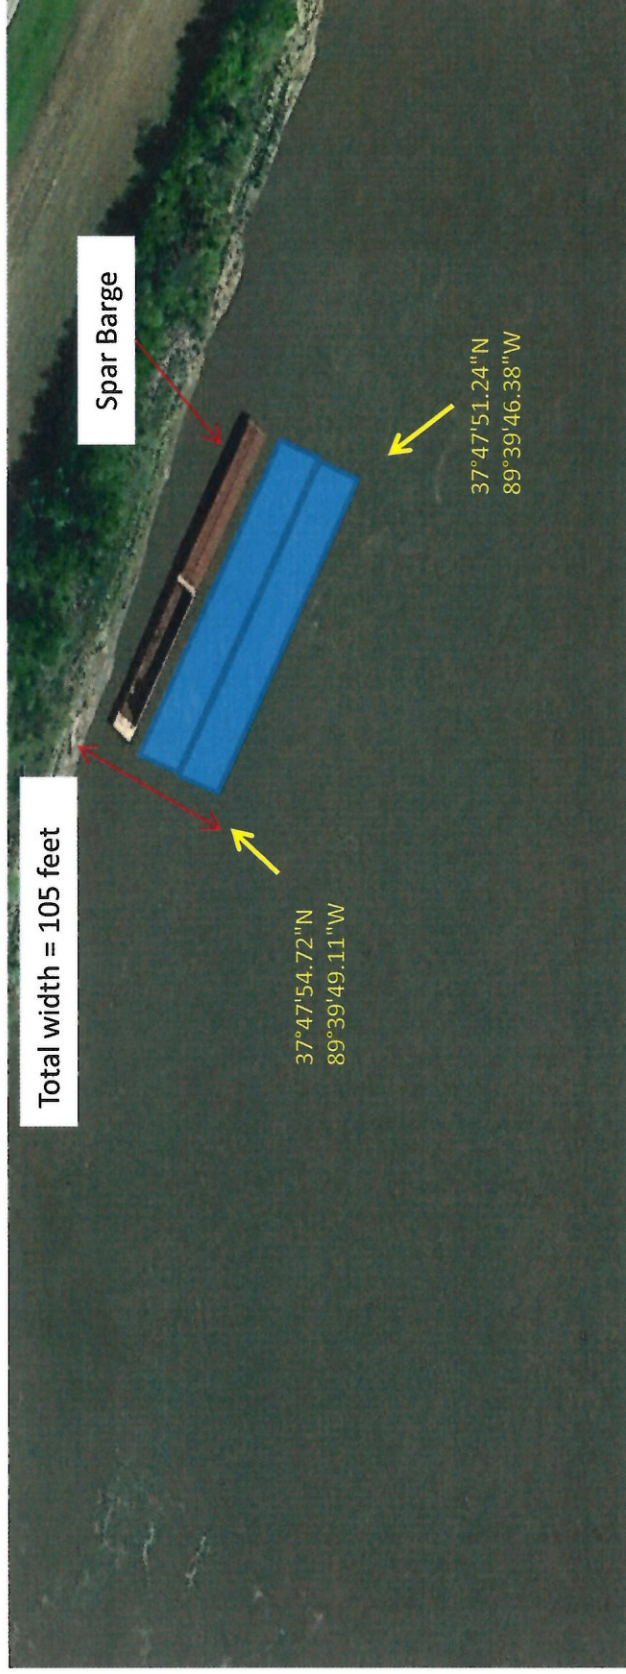 Total width = 105 feet
Spar Barge
37°47'54.72"N
89°39'49.11"W
37°47'51.24"N
89°39'46.38"W